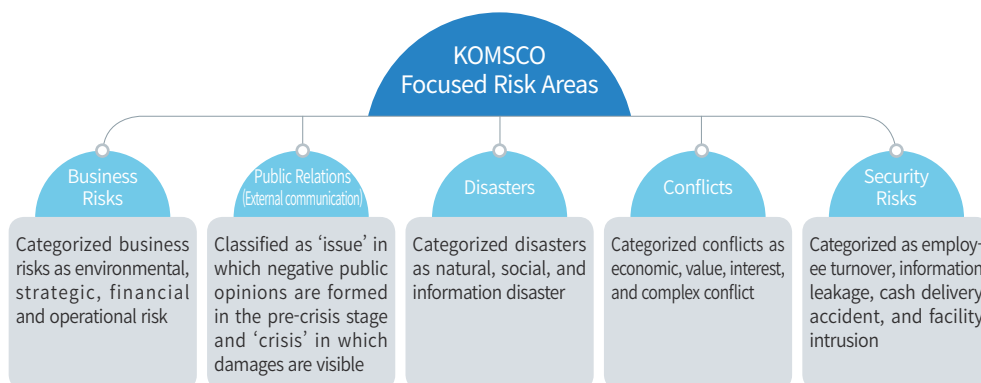 KOMSCO
Focused Risk Areas
Business
Risks
Categorized business
risks as environmental,
strategic, financial
and operational risk
Public Relations
(External communication)
Classified as ‘issue’ in
which negative public
opinions are formed
in the pre-crisis stage
and ‘crisis’ in which
damages are visible
Disasters
Categorized disasters
as natural, social, and
information disaster
Conflicts
Categorized conflicts as
economic, value, interest,
and complex conflict
Security
Risks
Categorized as employ-
ee turnover, information
leakage, cash delivery
accident, and facility
intrusion